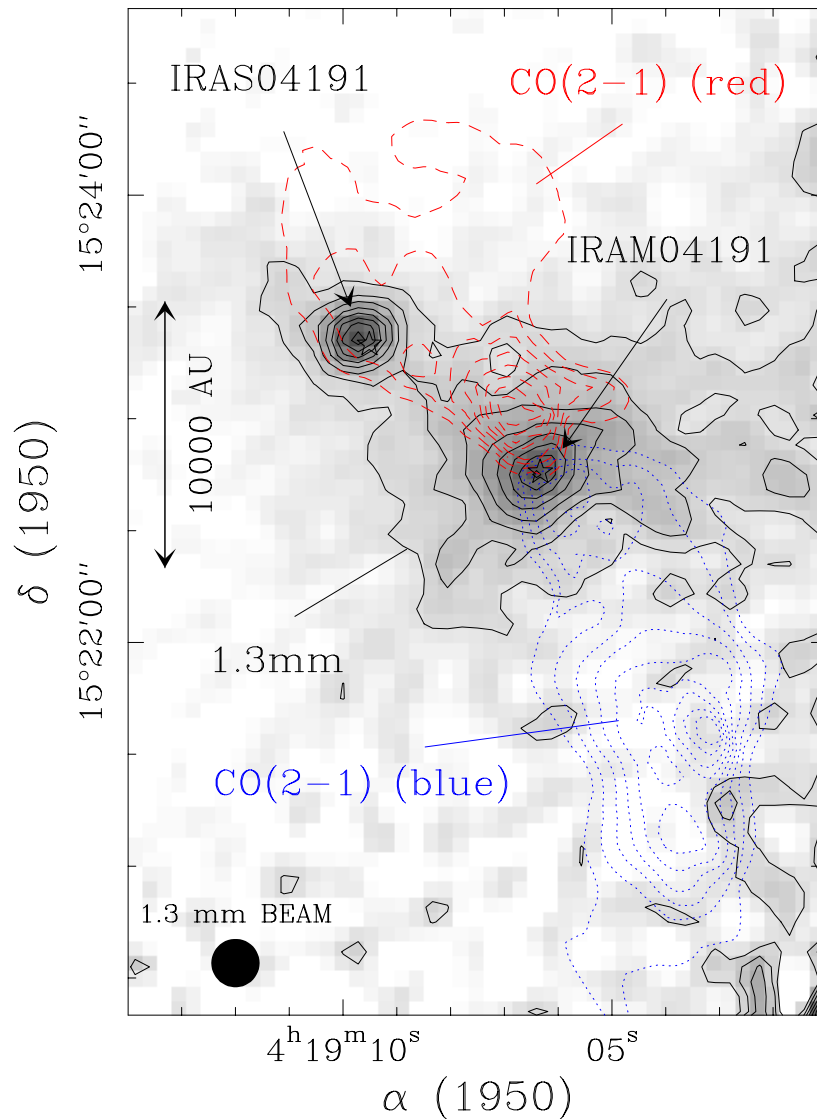 IRAS04191
CO(2-1) (red)
15°24'00''
IRAM04191
10000 AU
δ (1950)
1.3mm
15°22'00''
CO(2-1) (blue)
1.3 mm BEAM
4ʰ19ᵐ10ˢ
05ˢ
α (1950)